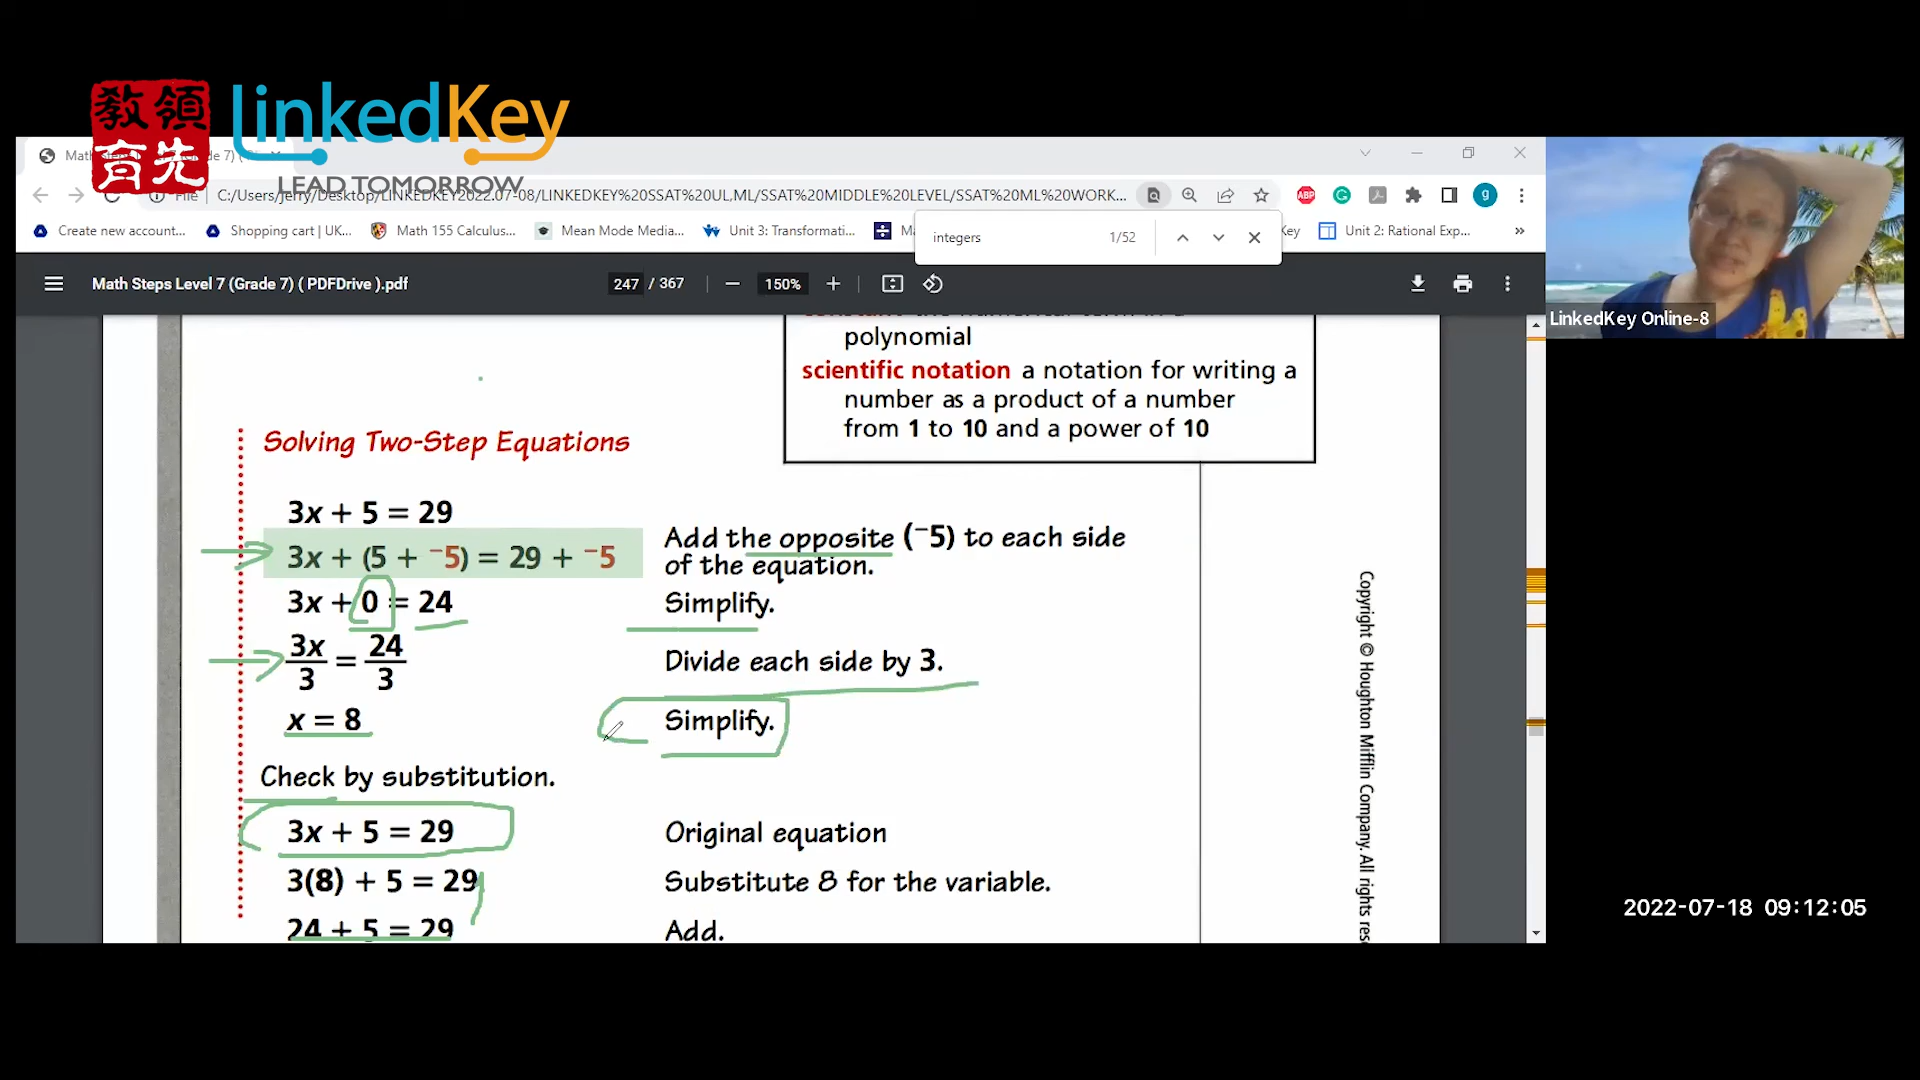 教領
育先
linkedKey
LEAD TOMORROW
File C:/Users/Jerry/Desktop/LINKEDKEY2022.07-08/LINKEDKEY%20SSAT%20UL,ML/SSAT%20MIDDLE%20LEVEL/SSAT%20ML%20WORK...
ABP
g
Create new account...
Shopping cart | UK...
Math 155 Calculus...
Mean Mode Media...
Unit 3: Transformati...
Unit 2: Rational Exp...
»
integers 1/52
Math Steps Level 7 (Grade 7) ( PDFDrive ).pdf
247 / 367
150%
LinkedKey Online-8
polynomial
scientific notation a notation for writing a
number as a product of a number
from 1 to 10 and a power of 10
Solving Two-Step Equations
3x + 5 = 29
3x + (5 + ⁻5) = 29 + ⁻5
Add the opposite (⁻5) to each side
of the equation.
3x + 0 = 24
Simplify.
3x/3 = 24/3
Divide each side by 3.
x = 8
Simplify.
Check by substitution.
3x + 5 = 29
Original equation
3(8) + 5 = 29
Substitute 8 for the variable.
24 + 5 = 29
Add.
Copyright © Houghton Mifflin Company. All rights res
2022-07-18 09:12:05